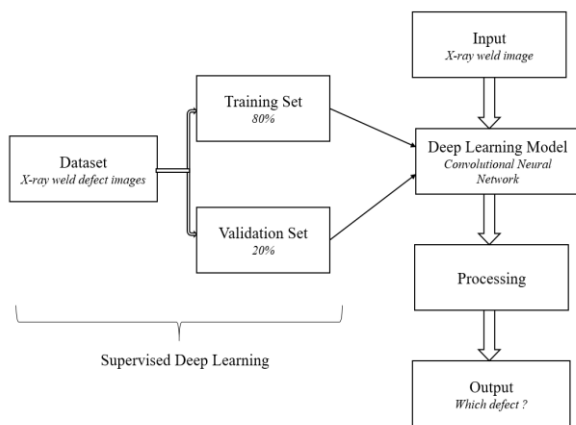 Input
X-ray weld image
Training Set
80%
Dataset
X-ray weld defect images
Deep Learning Model
Convolutional Neural
Network
Validation Set
20%
Processing
Supervised Deep Learning
Output
Which defect ?